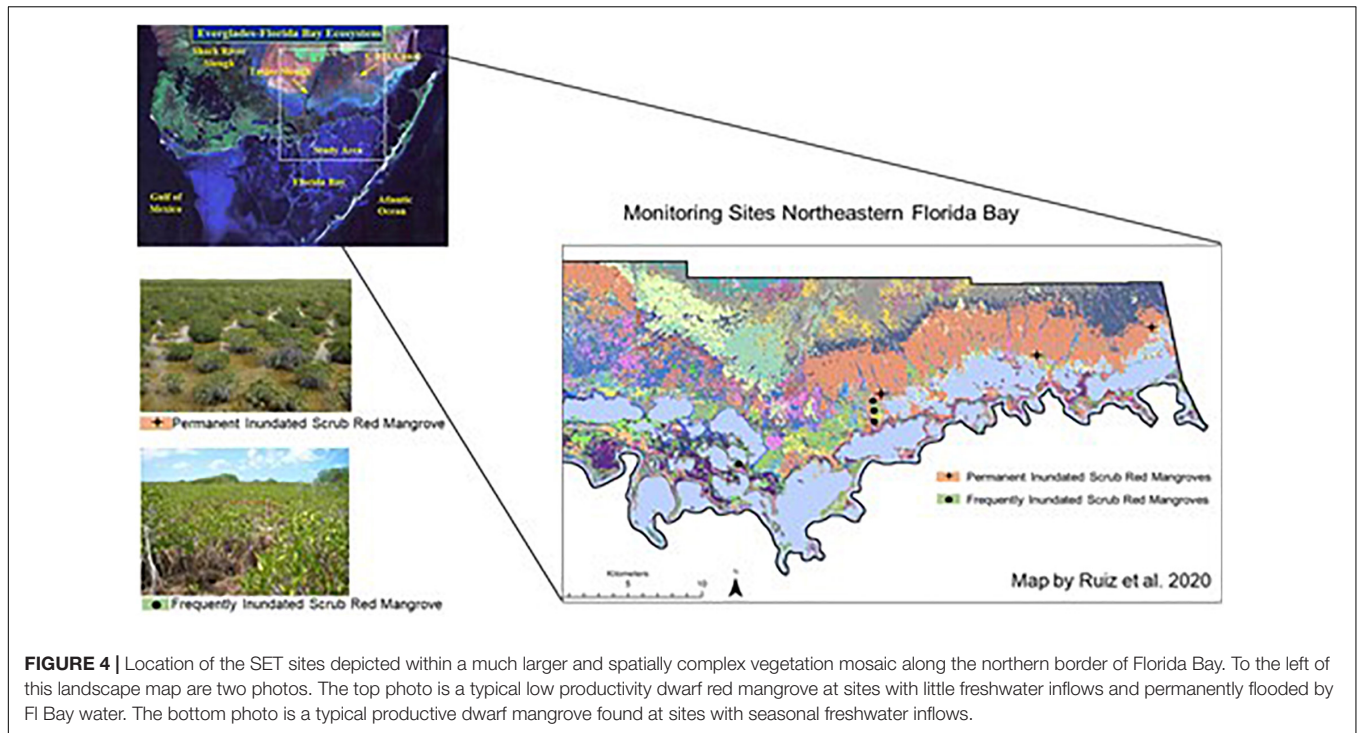 Everglades-Florida Bay Ecosystem
Shark River
Slough
Taylor Slough
Study Area
Florida Bay
Gulf of
Mexico
Atlantic
Ocean
Monitoring Sites Northeastern Florida Bay
Permanent Inundated Scrub Red Mangrove
Frequently Inundated Scrub Red Mangrove
Permanent Inundated Scrub Red Mangroves
Frequently Inundated Scrub Red Mangroves
Kilometers
5
10
N
Map by Ruiz et al. 2020
FIGURE 4 | Location of the SET sites depicted within a much larger and spatially complex vegetation mosaic along the northern border of Florida Bay. To the left of
this landscape map are two photos. The top photo is a typical low productivity dwarf red mangrove at sites with little freshwater inflows and permanently flooded by
Fl Bay water. The bottom photo is a typical productive dwarf mangrove found at sites with seasonal freshwater inflows.